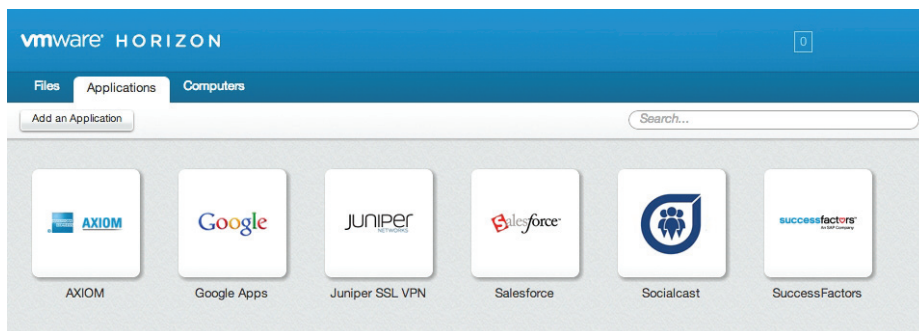 vmware® HORIZON
0
Files Applications Computers
Add an Application
Search...
AXIOM
Google
JUNIPER
NETWORKS
salesforce
successfactors™
An SAP Company
AXIOM
Google Apps
Juniper SSL VPN
Salesforce
Socialcast
SuccessFactors